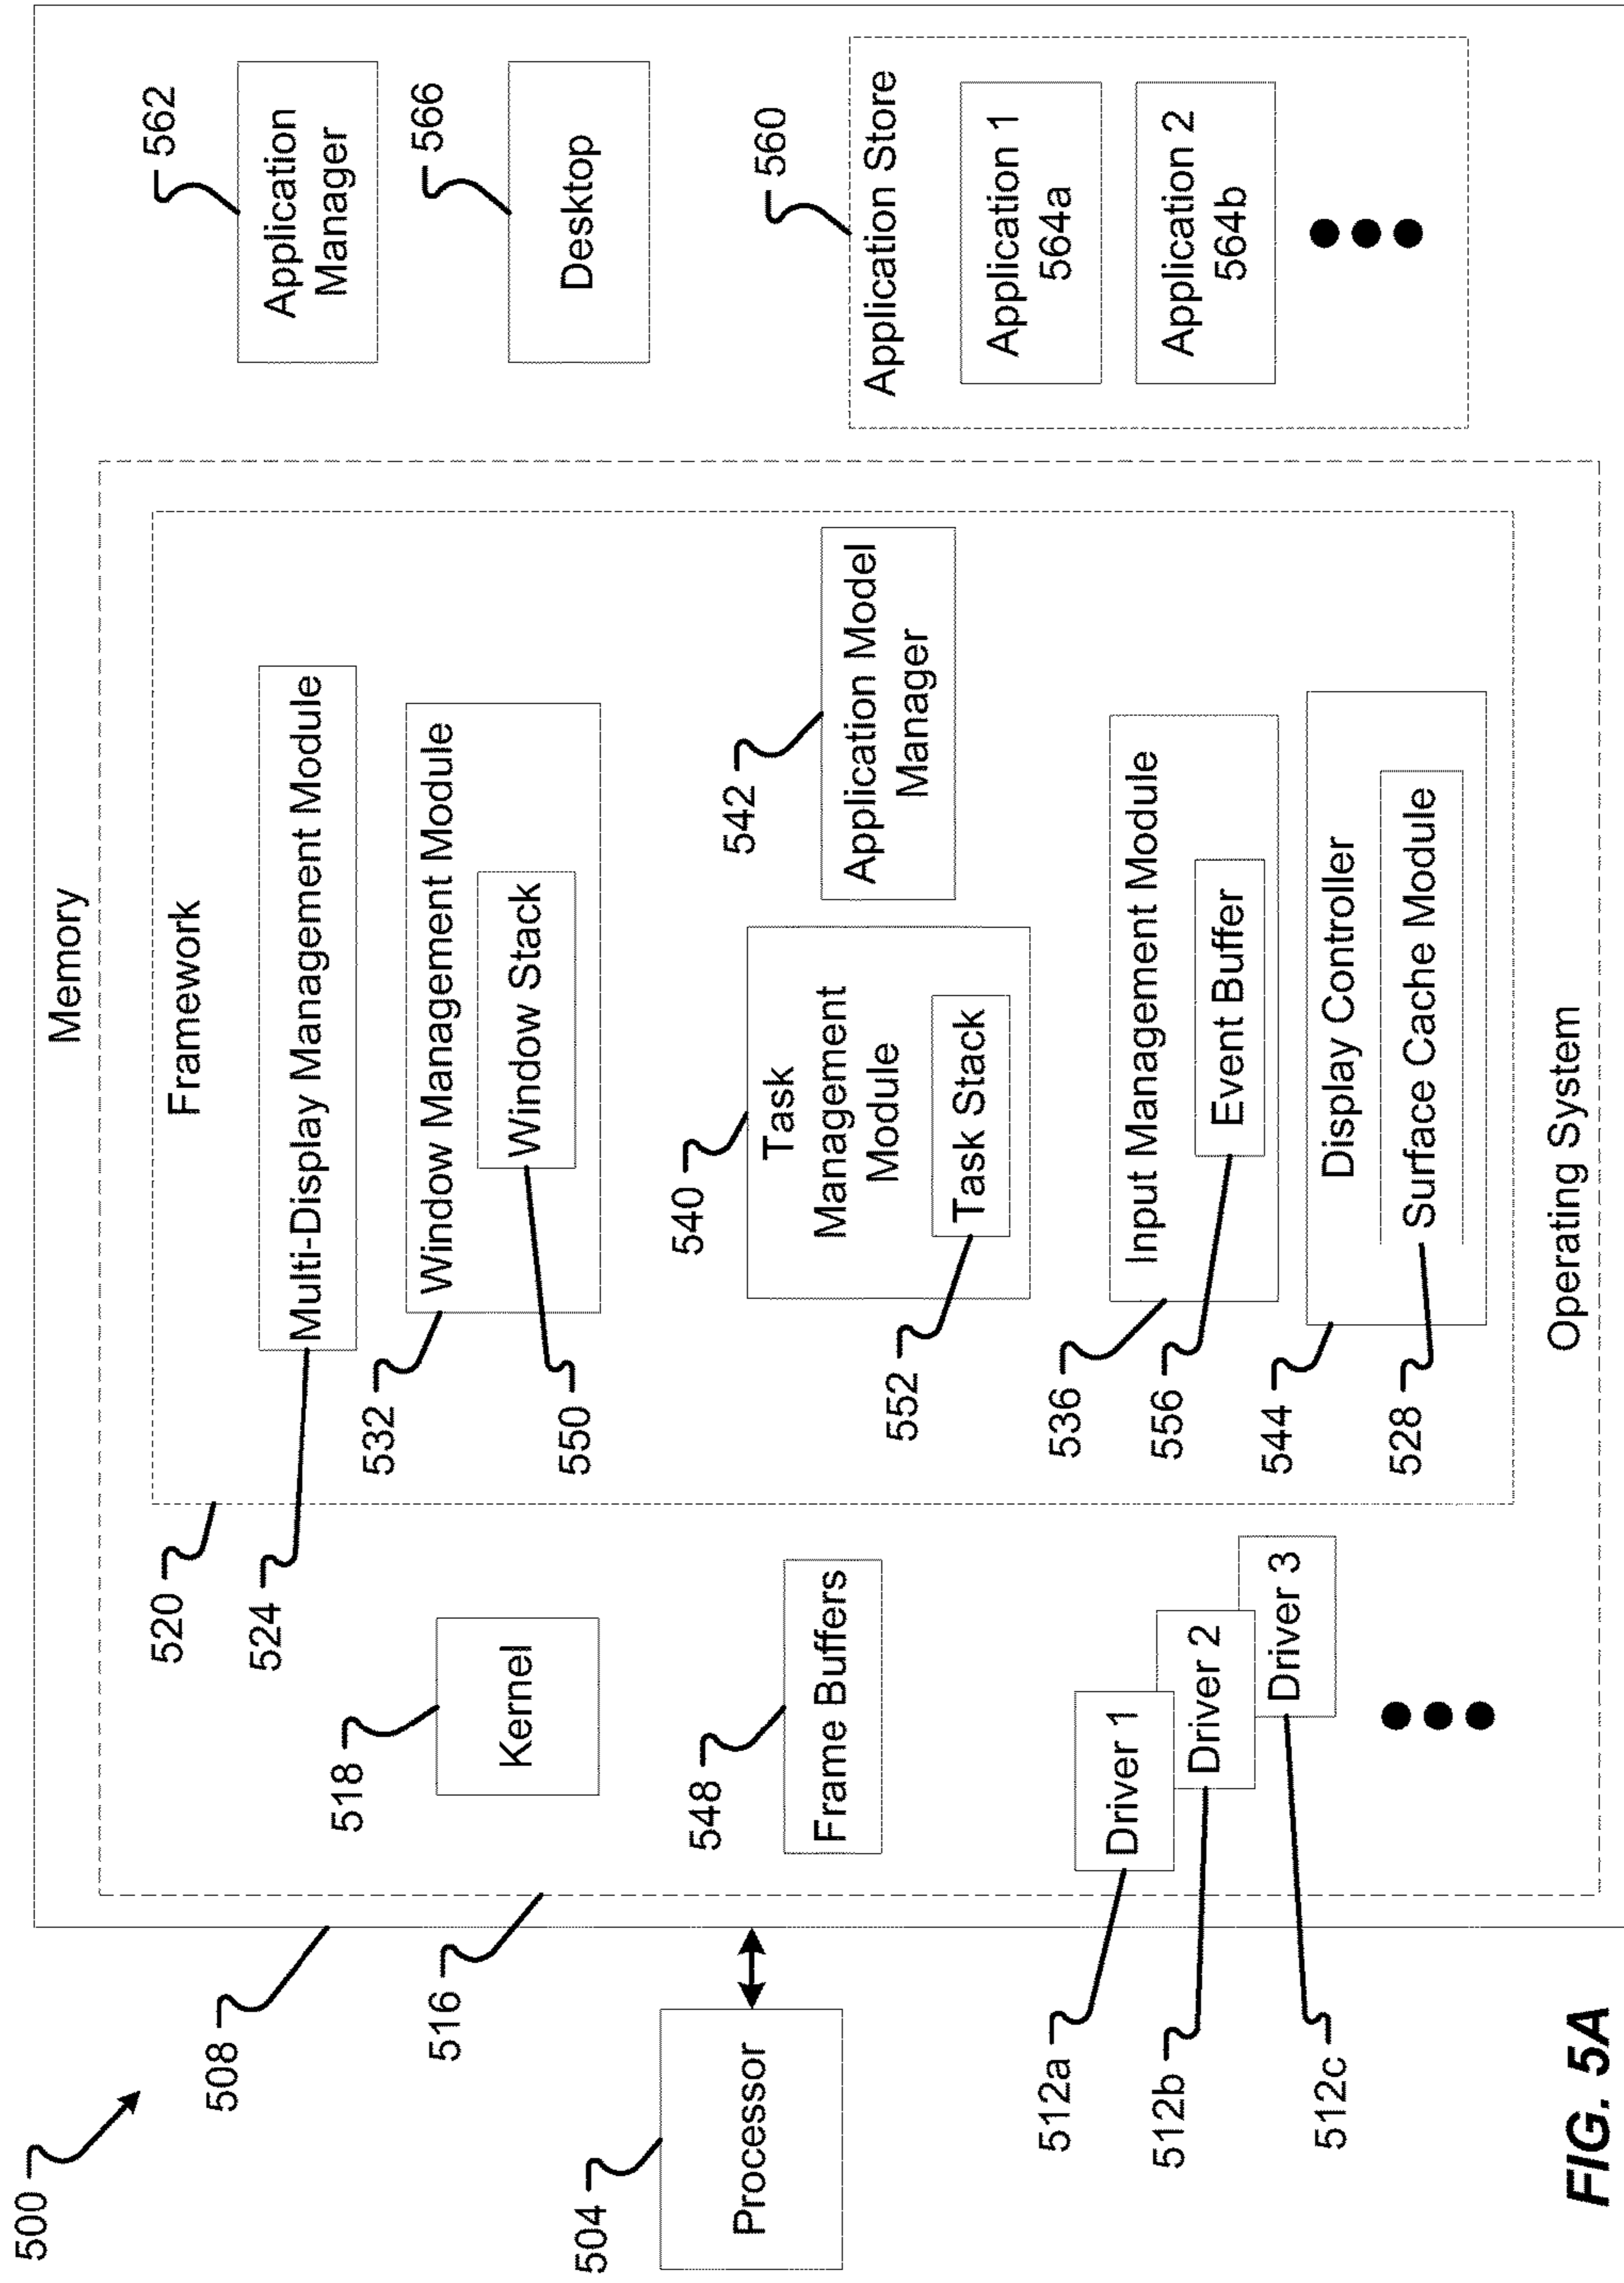 500
508
Memory
516
520
Framework
524
Multi-Display Management Module
532
Window Management Module
550
Window Stack
518
Kernel
548
Frame Buffers
540
Task
Management
Module
552
Task Stack
542
Application Model
Manager
536
Input Management Module
556
Event Buffer
544
Display Controller
528
Surface Cache Module
Operating System
504
Processor
512a
Driver 1
512b
Driver 2
512c
Driver 3
562
Application
Manager
566
Desktop
560
Application Store
Application 1
564a
Application 2
564b
FIG. 5A